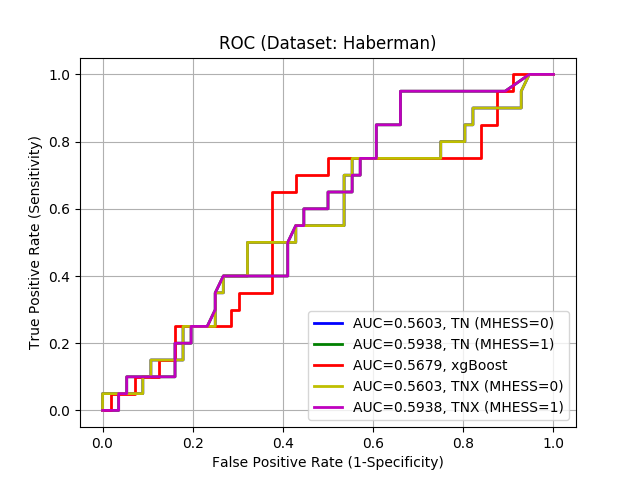 ROC (Dataset: Haberman)
True Positive Rate (Sensitivity)
1.0
0.8
0.6
0.4
0.2
0.0
AUC=0.5603, TN (MHESS=0)
AUC=0.5938, TN (MHESS=1)
AUC=0.5679, xgBoost
AUC=0.5603, TNX (MHESS=0)
AUC=0.5938, TNX (MHESS=1)
0.0 0.2 0.4 0.6 0.8 1.0
False Positive Rate (1-Specificity)